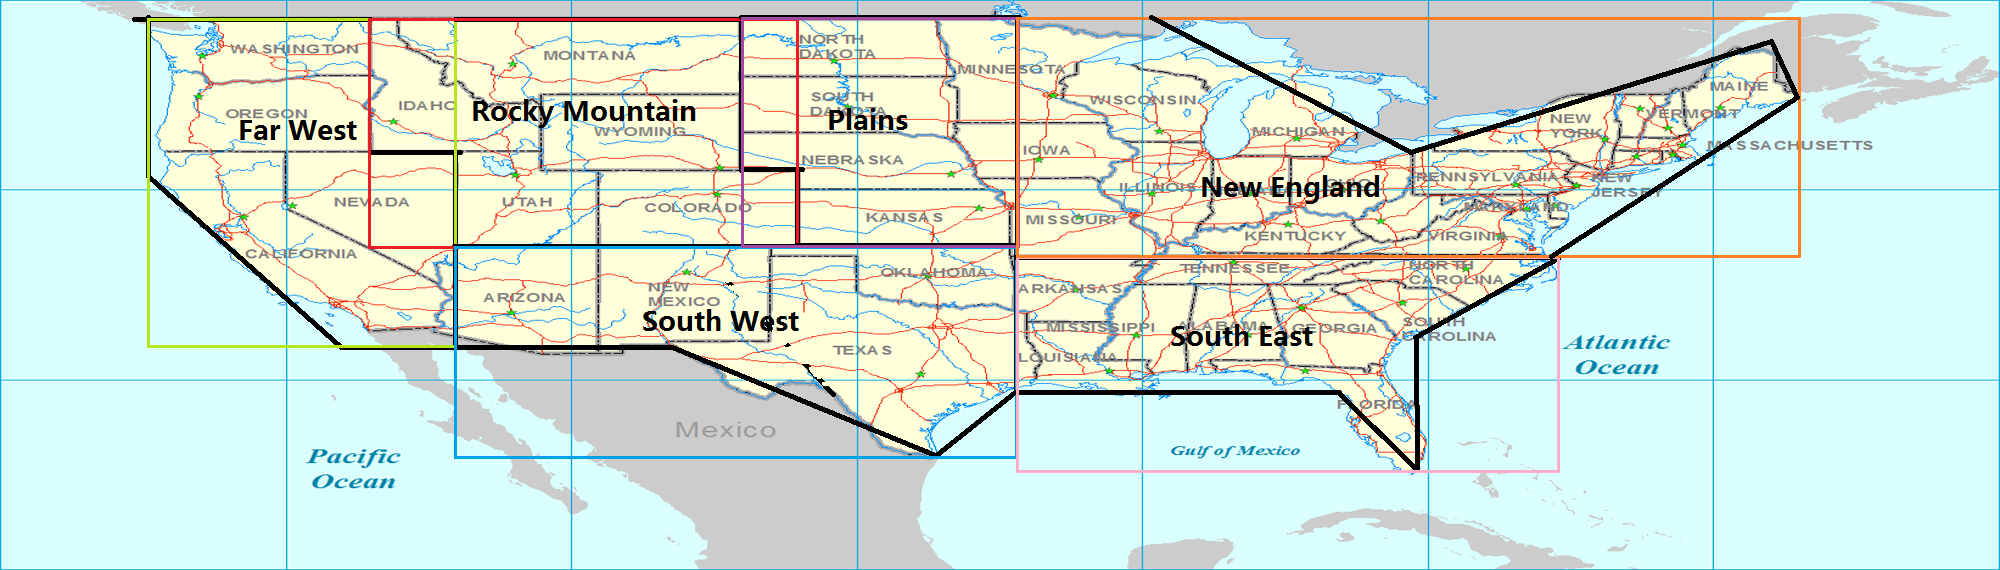 WASHINGTON
MONTANA
NORTH
DAKOTA
MINNESOTA
MAINE
OREGON
IDAHO
Rocky Mountain
SOUTH
DAKOTA
WISCONSIN
Far West
WYOMING
Plains
MICHIGAN
NEW
YORK
VERMONT
MASSACHUSETTS
NEBRASKA
IOWA
NEVADA
UTAH
COLORADO
KANSAS
MISSOURI
ILLINOIS
New England
PENNSYLVANIA
NEW
JERSEY
MARYLAND
KENTUCKY
VIRGINIA
CALIFORNIA
ARIZONA
NEW
MEXICO
OKLAHOMA
ARKANSAS
TENNESSEE
NORTH
CAROLINA
South West
TEXAS
MISSISSIPPI
ALABAMA
GEORGIA
SOUTH
CAROLINA
South East
LOUISIANA
FLORIDA
Atlantic
Ocean
Mexico
Gulf of Mexico
Pacific
Ocean